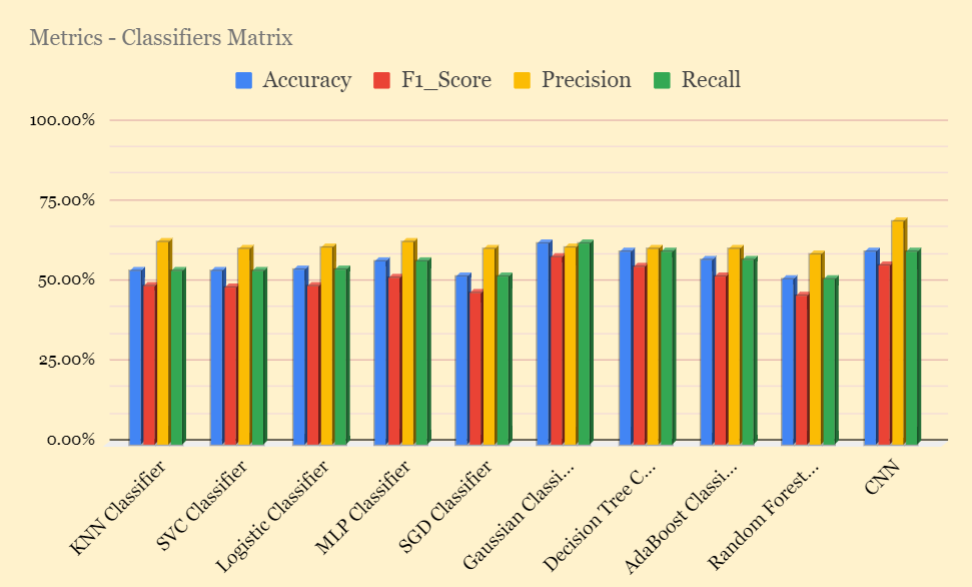 Metrics - Classifiers Matrix
Accuracy F1_Score Precision Recall
100.00%
75.00%
50.00%
25.00%
0.00%
KNN Classifier
SVC Classifier
Logistic Classifier
MLP Classifier
SGD Classifier
Gaussian Classi...
Decision Tree C...
AdaBoost Classi...
Random Forest...
CNN